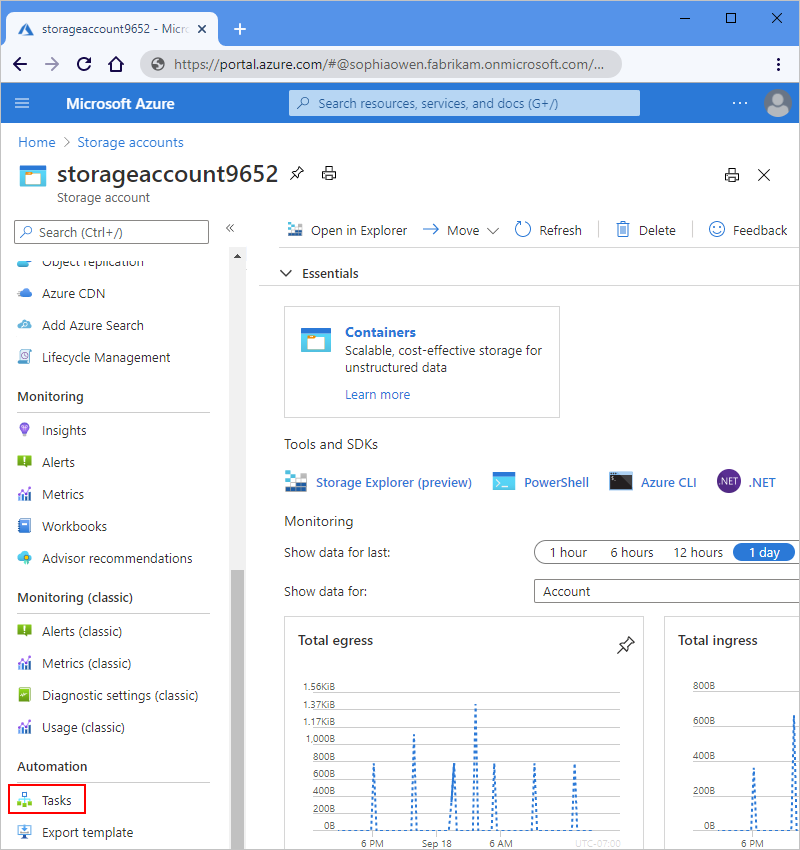 storageaccount9652 - Micr
https://portal.azure.com/#@sophiaowen.fabrikam.onmicrosoft.com/...
Microsoft Azure
Search resources, services, and docs (G+/)
Home > Storage accounts
storageaccount9652
Storage account
Search (Ctrl+/)
Object replication
Azure CDN
Add Azure Search
Lifecycle Management
Monitoring
Insights
Alerts
Metrics
Workbooks
Advisor recommendations
Monitoring (classic)
Alerts (classic)
Metrics (classic)
Diagnostic settings (classic)
Usage (classic)
Automation
Tasks
Export template
Open in Explorer
Move
Refresh
Delete
Feedback
Essentials
Containers
Scalable, cost-effective storage for
unstructured data
Learn more
Tools and SDKs
Storage Explorer (preview)
PowerShell
Azure CLI
NET
.NET
Monitoring
Show data for last:
1 hour
6 hours
12 hours
1 day
Show data for:
Account
Total egress
1.56KiB
1.37KiB
1.17KiB
1,000B
800B
600B
400B
200B
0B
6 PM
Sep 18
6 AM
UTC-07:00
Total ingress
800B
600B
400B
200B
0B
6 PM